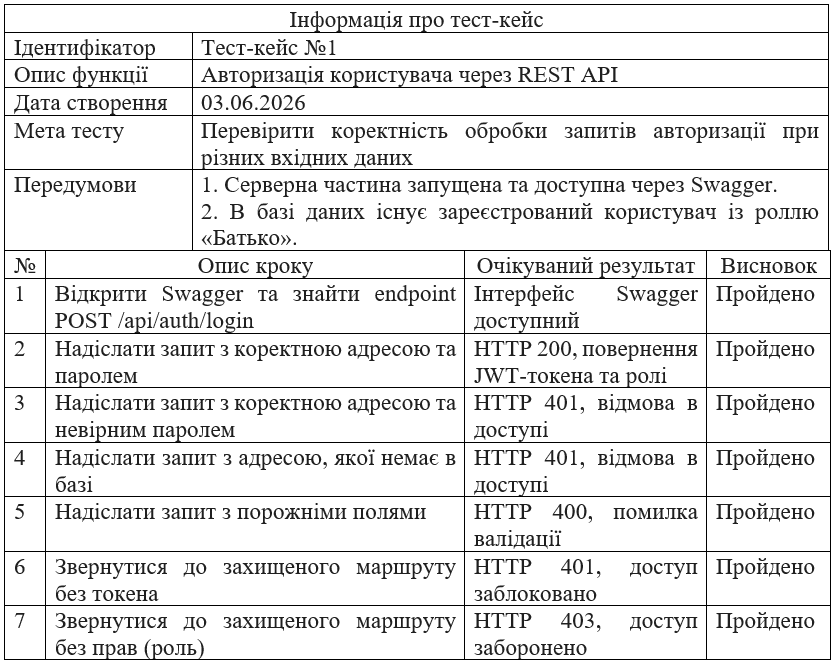 Інформація про тест-кейс
Ідентифікатор Тест-кейс №1
Опис функції Авторизація користувача через REST API
Дата створення 03.06.2026
Мета тесту Перевірити коректність обробки запитів авторизації при
різних вхідних даних
Передумови 1. Серверна частина запущена та доступна через Swagger.
2. В базі даних існує зареєстрований користувач із роллю
«Батько».
№ Опис кроку Очікуваний результат Висновок
1 Відкрити Swagger та знайти endpoint Інтерфейс Swagger Пройдено
POST /api/auth/login доступний
2 Надіслати запит з коректною адресою та HTTP 200, повернення Пройдено
паролем JWT-токена та ролі
3 Надіслати запит з коректною адресою та HTTP 401, відмова в Пройдено
невірним паролем доступі
4 Надіслати запит з адресою, якої немає в HTTP 401, відмова в Пройдено
базі доступі
5 Надіслати запит з порожніми полями HTTP 400, помилка Пройдено
валідації
6 Звернутися до захищеного маршруту HTTP 401, доступ Пройдено
без токена заблоковано
7 Звернутися до захищеного маршруту HTTP 403, доступ Пройдено
без прав (роль) заборонено